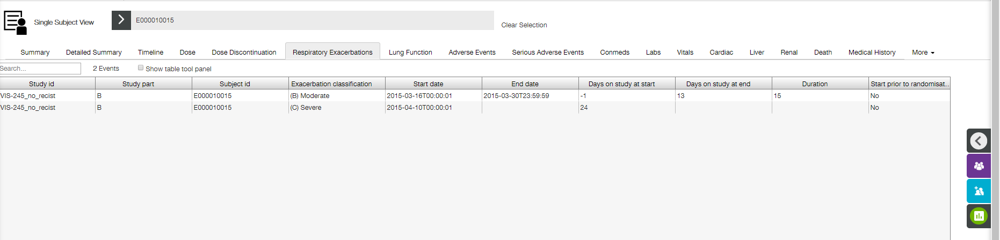 Single Subject View
E000010015
Clear Selection
Summary Detailed Summary Timeline Dose Dose Discontinuation Respiratory Exacerbations Lung Function Adverse Events Serious Adverse Events Conmeds Labs Vitals Cardiac Liver Renal Death Medical History More
Search... 2 Events Show table tool panel
Study id Study part Subject id Exacerbation classification Start date End date Days on study at start Days on study at end Duration Start prior to randomisat..
VIS-245_no_recist B E000010015 (B) Moderate 2015-03-16T00:00:01 2015-03-30T23:59:59 -1 13 15 No
VIS-245_no_recist B E000010015 (C) Severe 2015-04-10T00:00:01 24 No